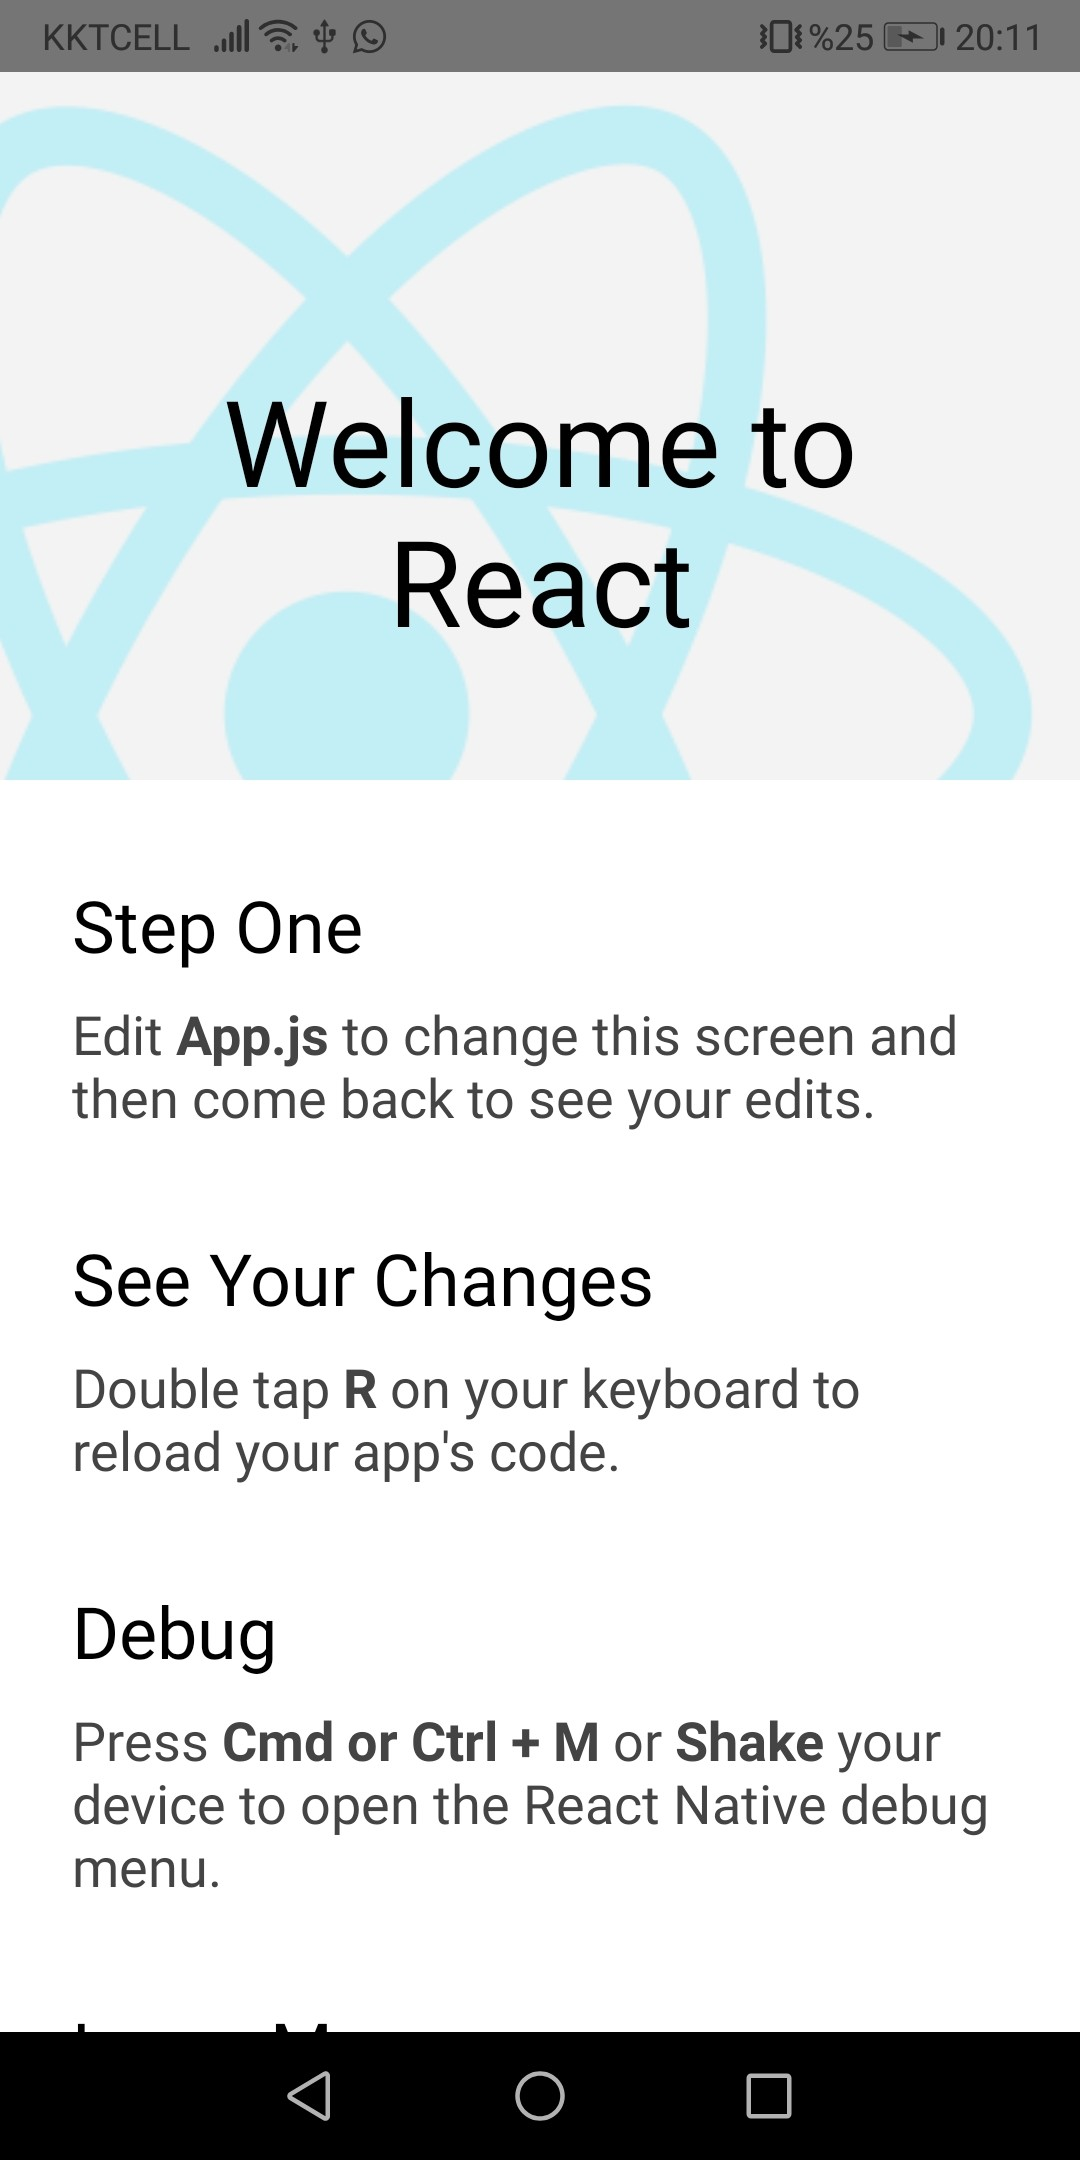 KKTCELL %25 20:11
Welcome to
React
Step One
Edit App.js to change this screen and
then come back to see your edits.
See Your Changes
Double tap R on your keyboard to
reload your app's code.
Debug
Press Cmd or Ctrl + M or Shake your
device to open the React Native debug
menu.